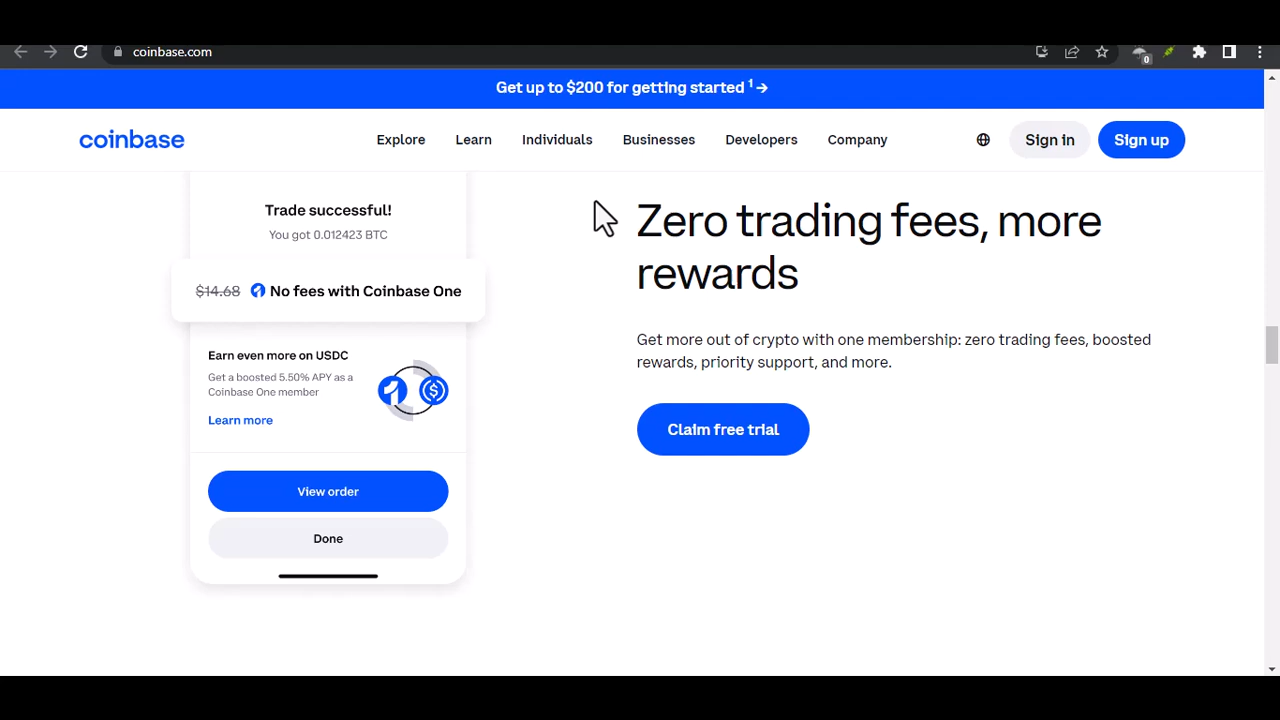 coinbase.com
0
Get up to $200 for getting started 1 →
coinbase
Explore
Learn
Individuals
Businesses
Developers
Company
Sign in
Sign up
Trade successful!
You got 0.012423 BTC
$14.68 No fees with Coinbase One
Earn even more on USDC
Get a boosted 5.50% APY as a
Coinbase One member
Learn more
View order
Done
Zero trading fees, more
rewards
Get more out of crypto with one membership: zero trading fees, boosted
rewards, priority support, and more.
Claim free trial